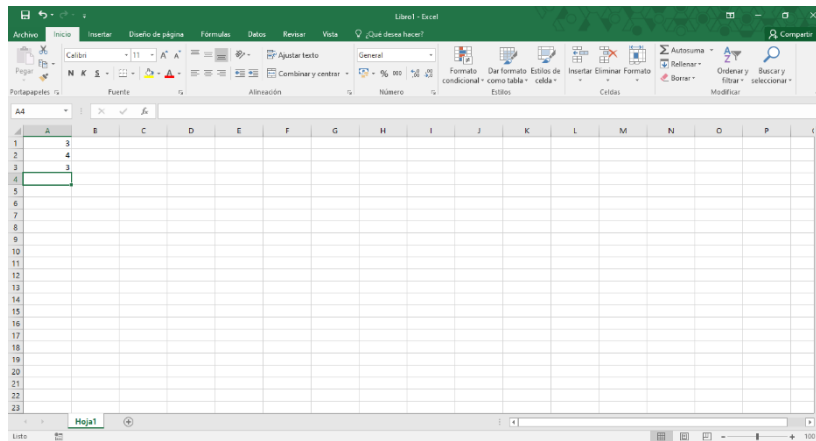 Libro1 - Excel
Archivo Inicio Insertar Diseño de página Fórmulas Datos Revisar Vista ¿Qué desea hacer? Compartir
Pegar
Calibri 11
N K S
Ajustar texto
Combinar y centrar
General
% 000
Formato condicional
Dar formato como tabla
Estilos de celda
Insertar Eliminar Formato
Autosuma
Rellenar
Borrar
Ordenar y filtrar
Buscar y seleccionar
Portapapeles Fuente Alineación Número Estilos Celdas Modificar
A4 fx
A B C D E F G H I J K L M N O P
1 3
2 4
3 3
4
5
6
7
8
9
10
11
12
13
14
15
16
17
18
19
20
21
22
23
Hoja1
Listo 100